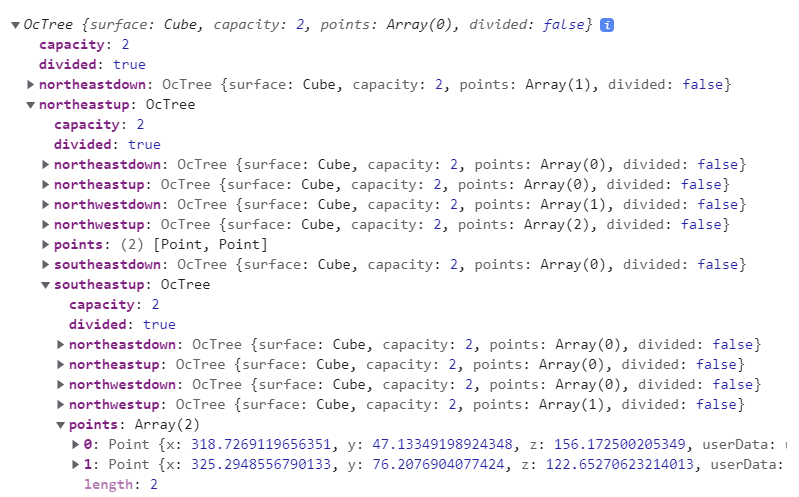 OcTree {surface: Cube, capacity: 2, points: Array(0), divided: false} i
capacity: 2
divided: true
northeastdown: OcTree {surface: Cube, capacity: 2, points: Array(1), divided: false}
northeastup: OcTree
capacity: 2
divided: true
northeastdown: OcTree {surface: Cube, capacity: 2, points: Array(0), divided: false}
northeastup: OcTree {surface: Cube, capacity: 2, points: Array(0), divided: false}
northwestdown: OcTree {surface: Cube, capacity: 2, points: Array(1), divided: false}
northwestup: OcTree {surface: Cube, capacity: 2, points: Array(2), divided: false}
points: (2) [Point, Point]
southeastdown: OcTree {surface: Cube, capacity: 2, points: Array(0), divided: false}
southeastup: OcTree
capacity: 2
divided: true
northeastdown: OcTree {surface: Cube, capacity: 2, points: Array(0), divided: false}
northeastup: OcTree {surface: Cube, capacity: 2, points: Array(0), divided: false}
northwestdown: OcTree {surface: Cube, capacity: 2, points: Array(0), divided: false}
northwestup: OcTree {surface: Cube, capacity: 2, points: Array(1), divided: false}
points: Array(2)
0: Point {x: 318.7269119656351, y: 47.13349198924348, z: 156.172500205349, userData:
1: Point {x: 325.2948556790133, y: 76.2076904077424, z: 122.65270623214013, userData:
length: 2